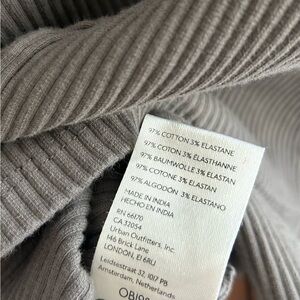 97% COTTON 3% ELASTANE
97% COTON 3% ELASTHANNE
97% BAUMWOLLE 3% ELASTAN
97% COTONE 3% ELASTAN
97% ALGODÓN 3% ELASTANO
MADE IN INDIA
HECHO EN INDIA
RN 66170
CA 32054
Urban Outfitters, Inc.
146 Brick Lane
LONDON, E1 6RU
Leidsestraat 32, 1017 PB
Amsterdam, Netherlands